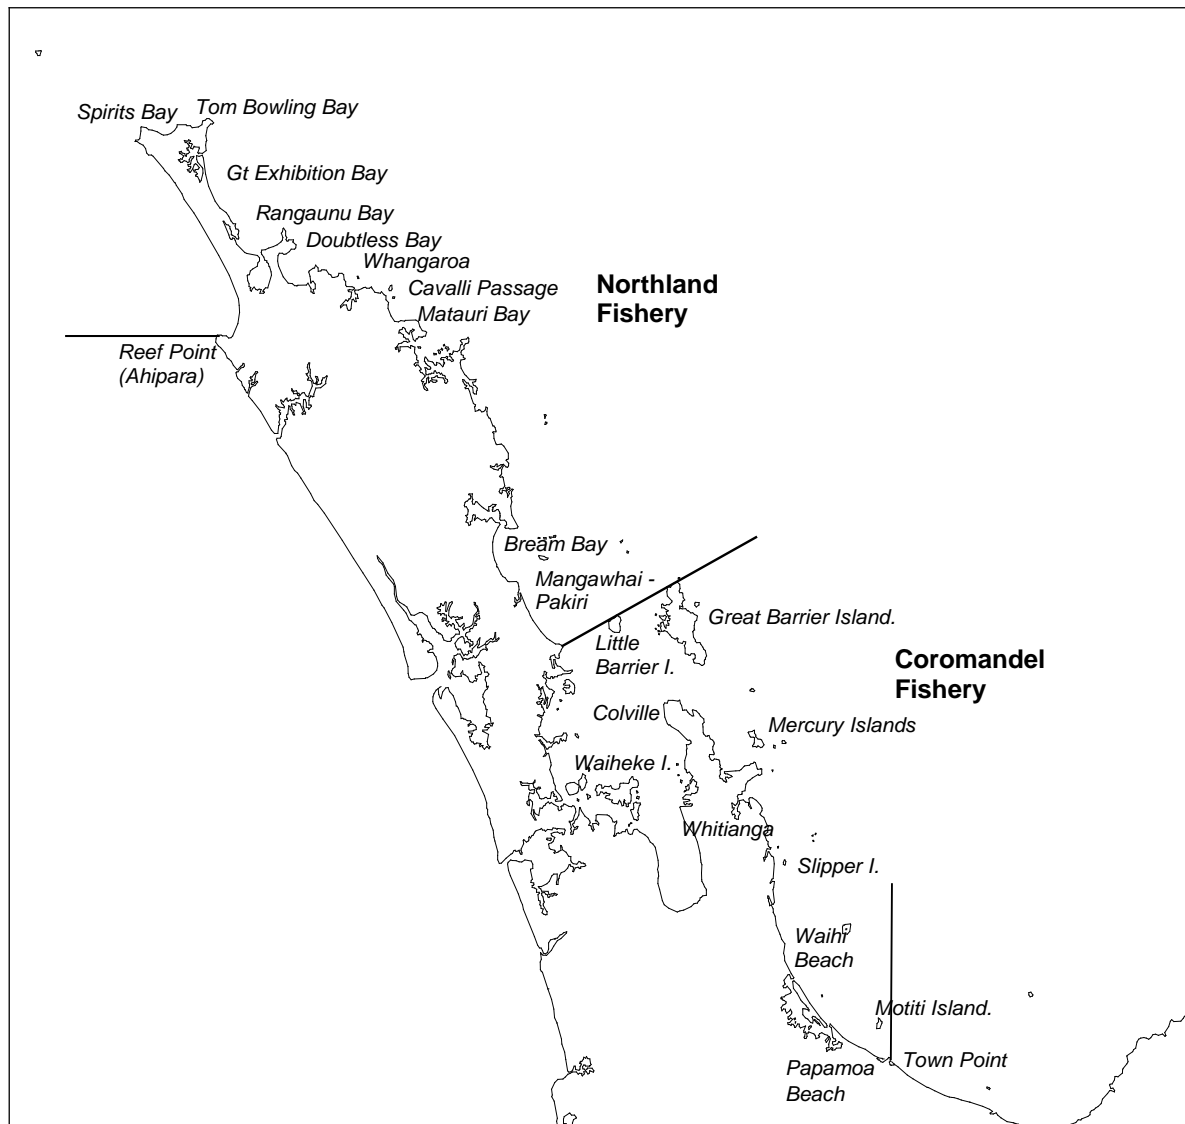 Spirits Bay
Tom Bowling Bay
Gt Exhibition Bay
Rangaunu Bay
Doubtless Bay
Whangaroa
Cavalli Passage
Matauri Bay
Northland
Fishery
Reef Point
(Ahipara)
Bream Bay
Mangawhai -
Pakiri
Great Barrier Island.
Little
Barrier I.
Coromandel
Fishery
Colville
Mercury Islands
Waiheke I.
Whitianga
Slipper I.
Waihi
Beach
Motiti Island.
Town Point
Papamoa
Beach